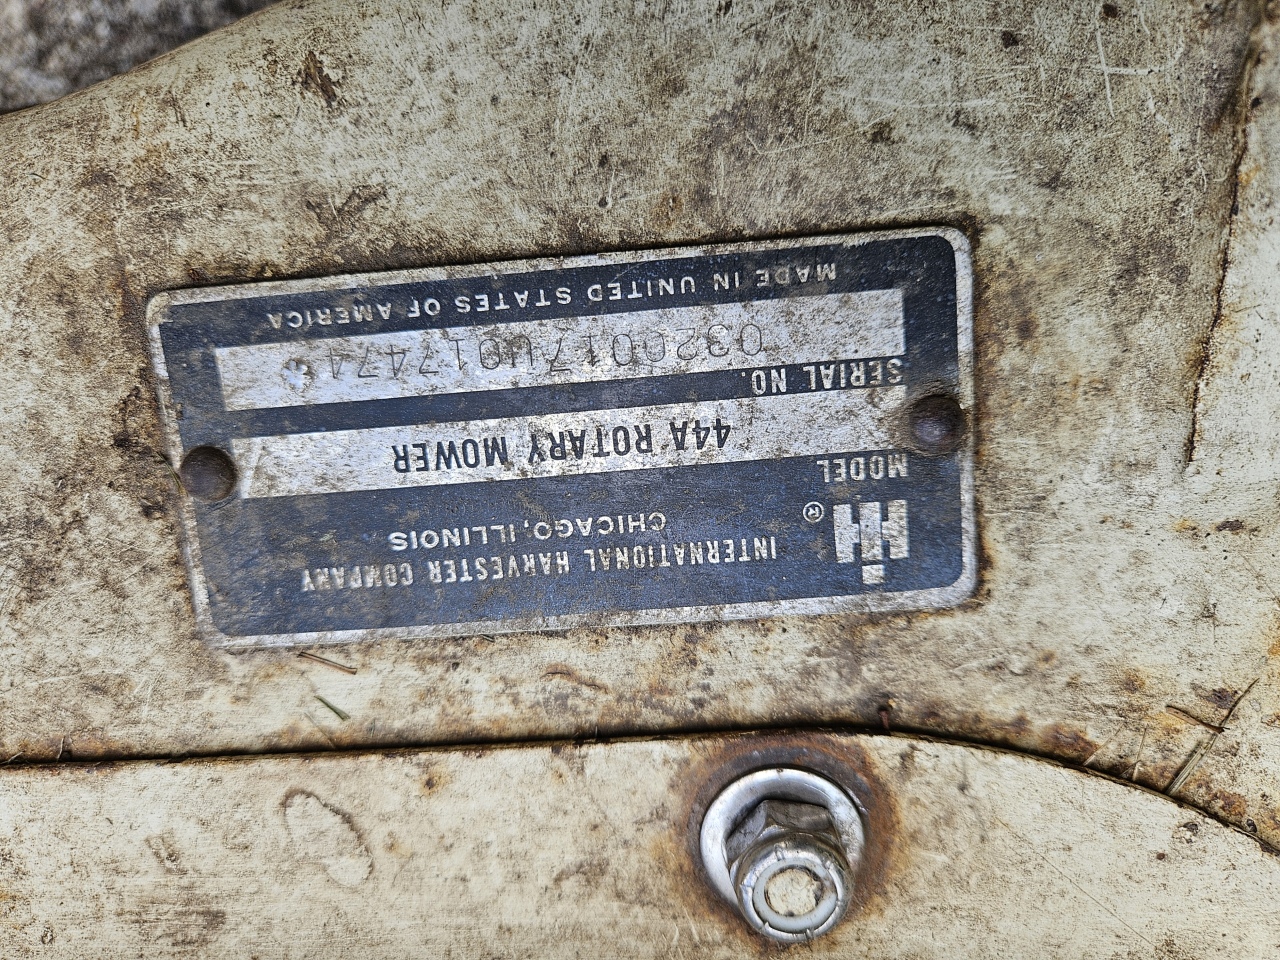 IH ® INTERNATIONAL HARVESTER COMPANY
CHICAGO, ILLINOIS
MODEL
44A ROTARY MOWER
SERIAL NO.
0320017U017474
MADE IN UNITED STATES OF AMERICA